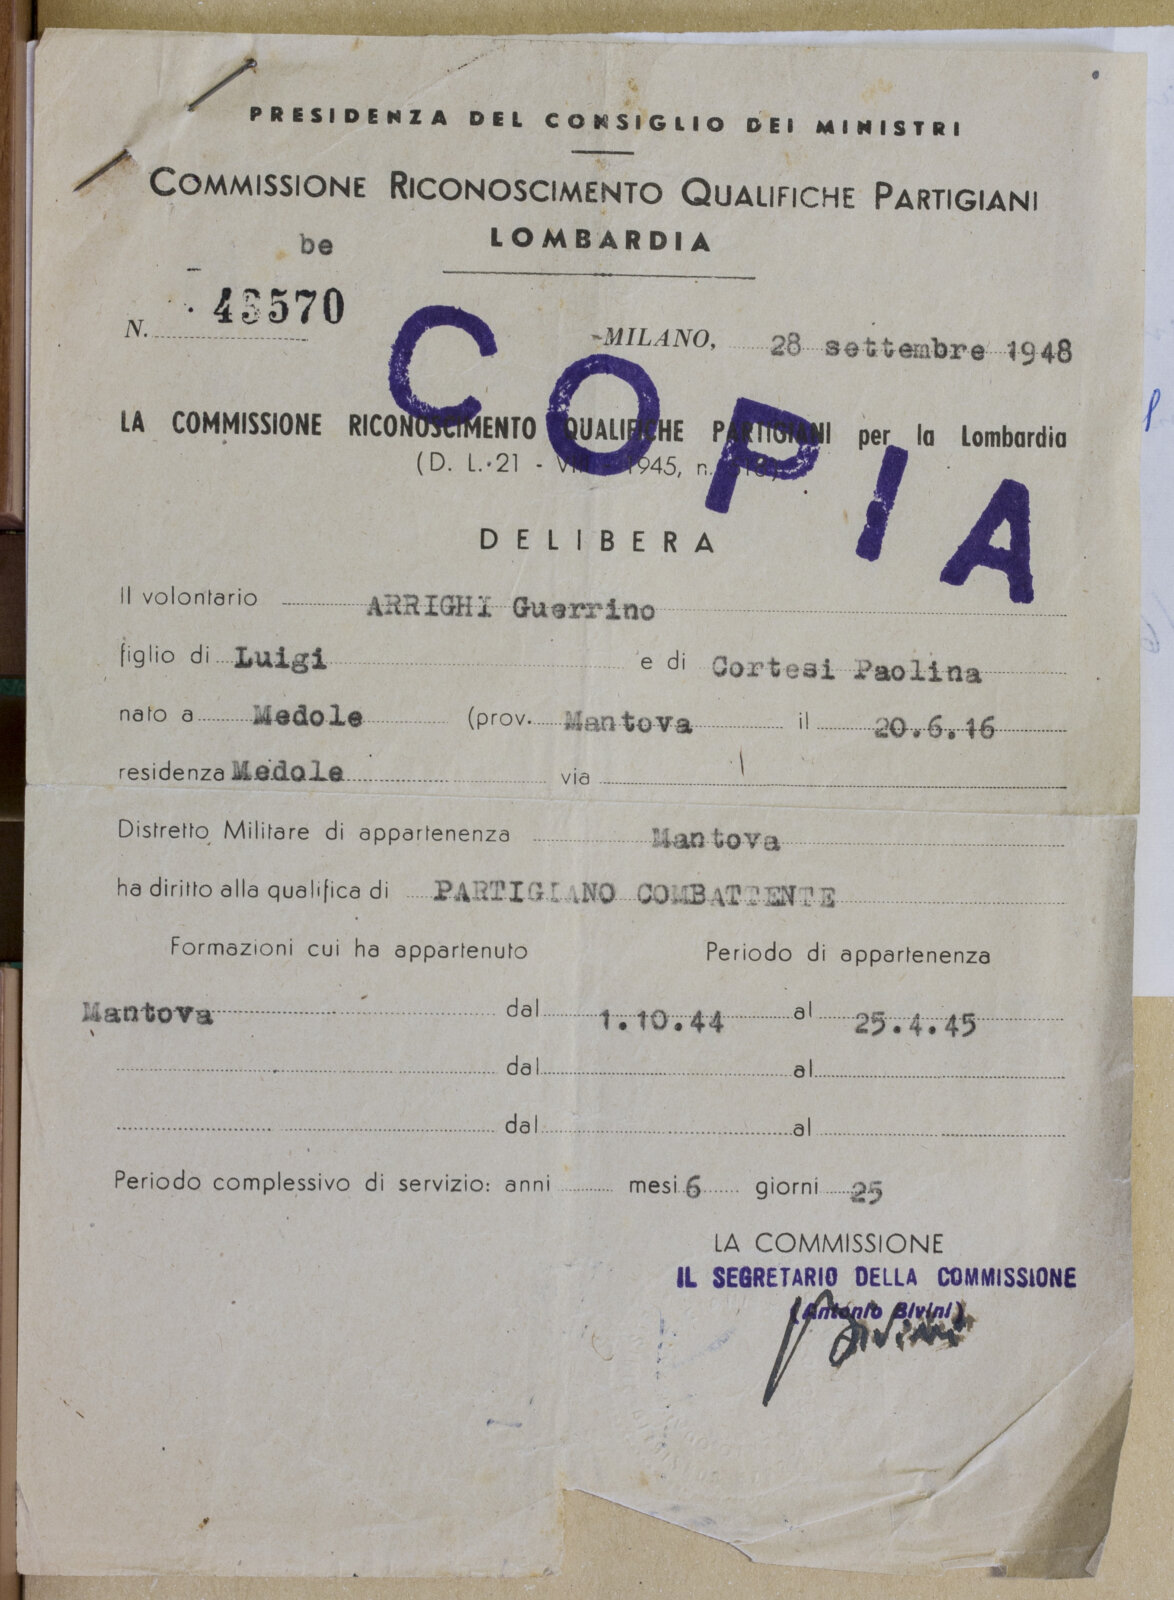 PRESIDENZA DEL CONSIGLIO DEI MINISTRI
COMMISSIONE RICONOSCIMENTO QUALIFICHE PARTIGIANI
LOMBARDIA
be
N. 43570
MILANO, 28 settembre 1948
COPIA
LA COMMISSIONE RICONOSCIMENTO QUALIFICHE PARTIGIANI per la Lombardia
(D. L. 21 - 1945, n.
DELIBERA
Il volontario ARRIGHI Guerrino
figlio di Luigi e di Cortesi Paolina
nato a Medole (prov. Mantova il 20.6.16
residenza Medole via
Distretto Militare di appartenenza Mantova
ha diritto alla qualifica di PARTIGIANO COMBATTENTE
Formazioni cui ha appartenuto Periodo di appartenenza
Mantova dal 1.10.44 al 25.4.45
dal al
dal al
Periodo complessivo di servizio: anni mesi 6 giorni 25
LA COMMISSIONE
IL SEGRETARIO DELLA COMMISSIONE
(Antonio Bivini)
Bivini